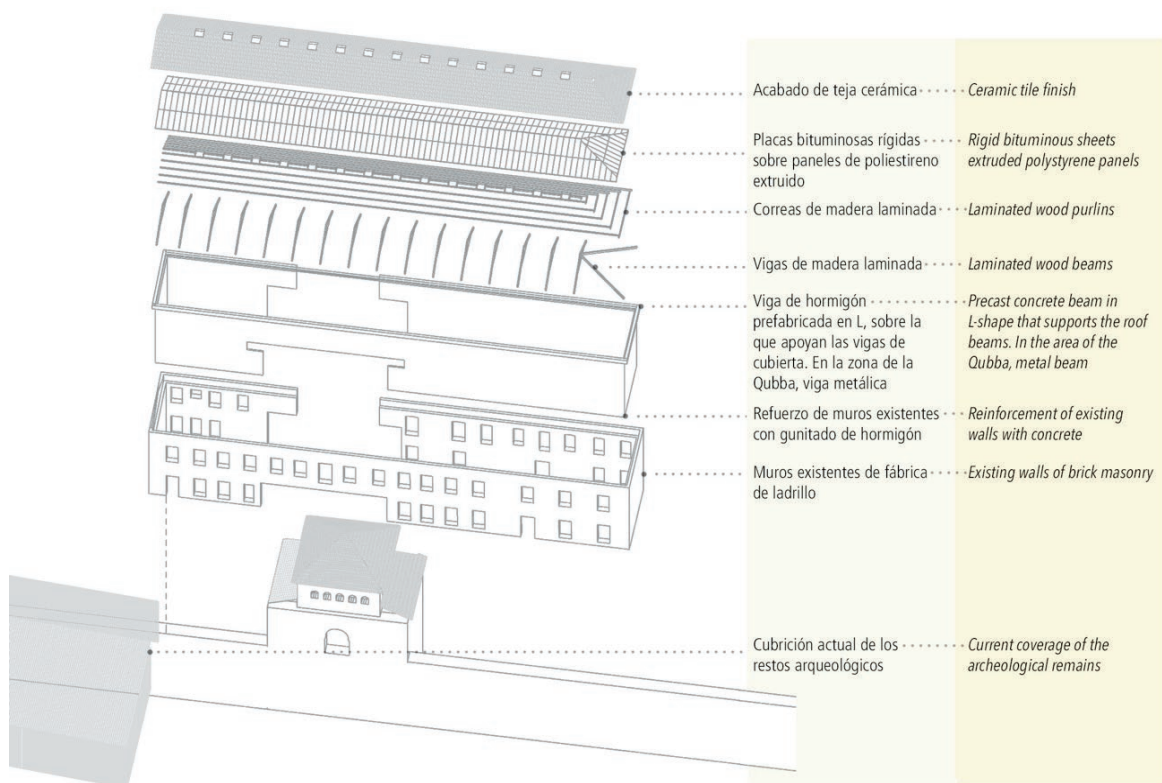 Acabado de teja cerámica
Ceramic tile finish
Placas bituminosas rígidas
sobre paneles de poliestireno
extruido
Rigid bituminous sheets
extruded polystyrene panels
Correas de madera laminada
Laminated wood purlins
Vigas de madera laminada
Laminated wood beams
Viga de hormigón
prefabricada en L, sobre la
que apoyan las vigas de
cubierta. En la zona de la
Qubba, viga metálica
Precast concrete beam in
L-shape that supports the roof
beams. In the area of the
Qubba, metal beam
Refuerzo de muros existentes
con gunitado de hormigón
Reinforcement of existing
walls with concrete
Muros existentes de fábrica
de ladrillo
Existing walls of brick masonry
Cubrición actual de los
restos arqueológicos
Current coverage of the
archeological remains